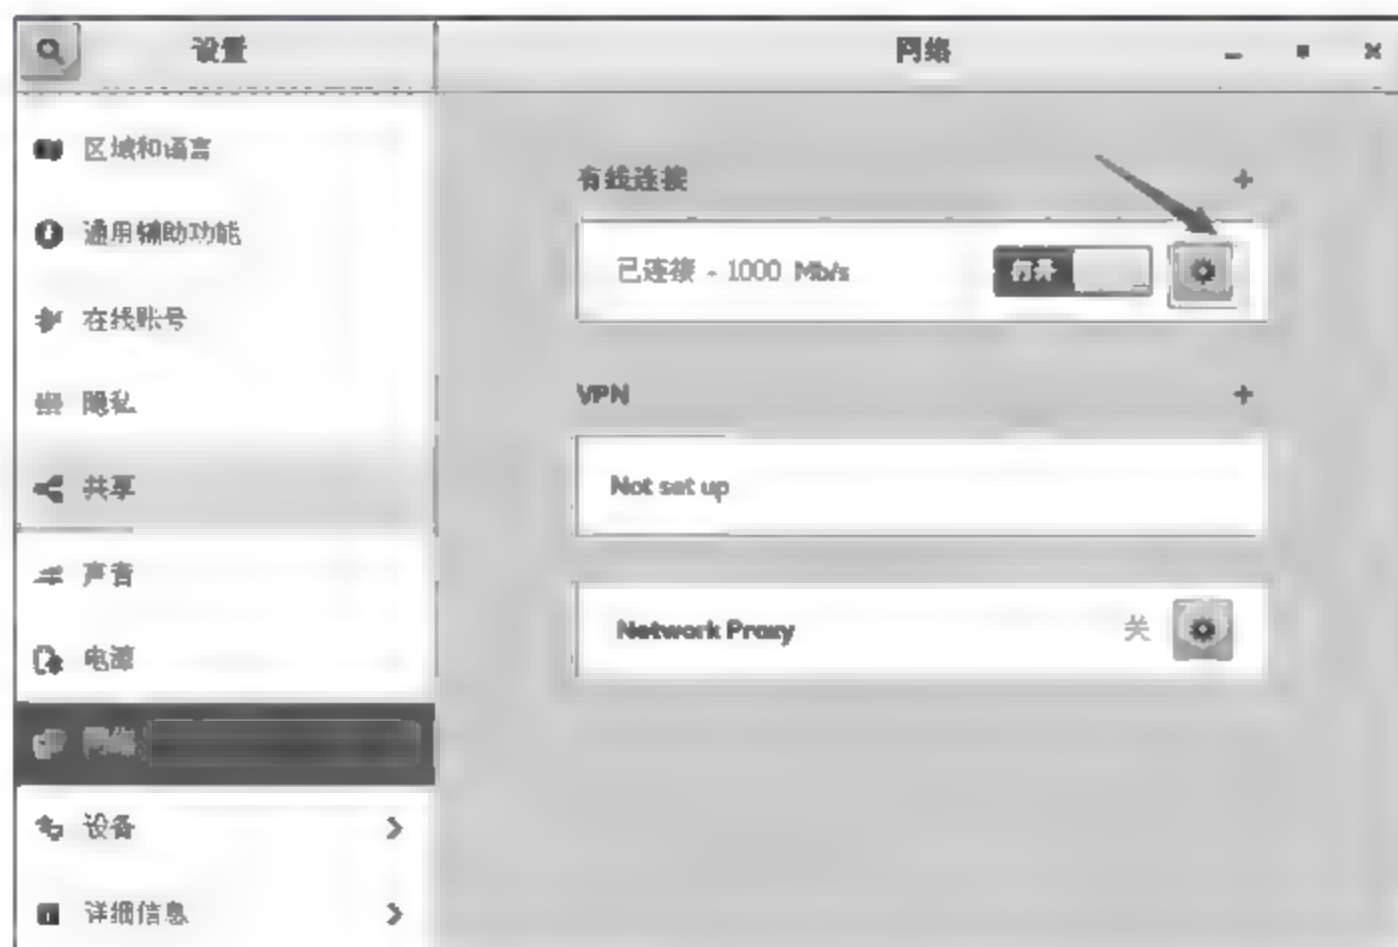 设置
网络
区域和语言
通用辅助功能
在线账号
隐私
共享
声音
电源
网络
设备
详细信息
有线连接
已连接 - 1000 Mb/s
打开
VPN
Not set up
Network Proxy
关